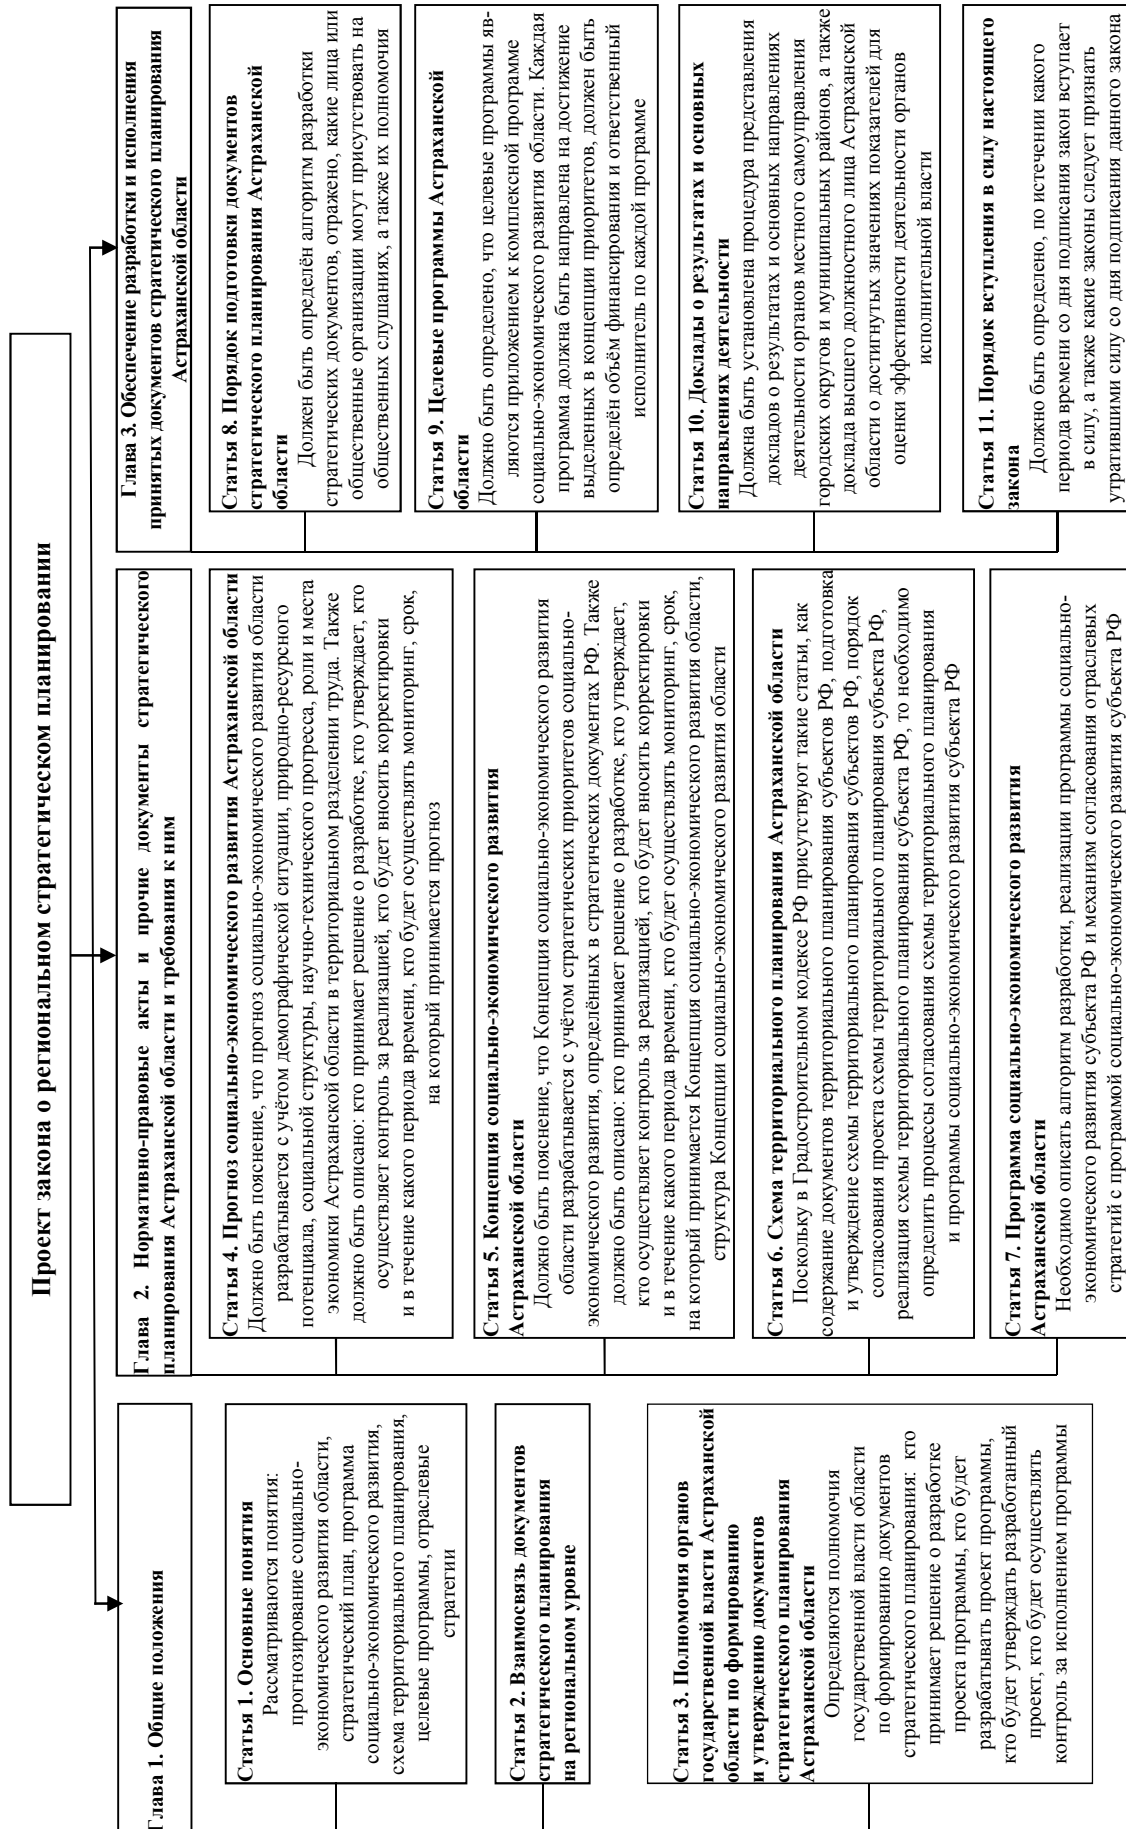 Проект закона о региональном стратегическом планировании
Глава 1. Общие положения
Статья 1. Основные понятия
Рассматриваются понятия:
прогнозирование социально-
экономического развития области,
стратегический план, программа
социально-экономического развития,
схема территориального планирования,
целевые программы, отраслевые
стратегии
Статья 2. Взаимосвязь документов
стратегического планирования
на региональном уровне
Статья 3. Полномочия органов
государственной власти Астраханской
области по формированию
и утверждению документов
стратегического планирования
Астраханской области
Определяются полномочия
государственной власти области
по формированию документов
стратегического планирования: кто
принимает решение о разработке
проекта программы, кто будет
разрабатывать проект программы,
кто будет утверждать разработанный
проект, кто будет осуществлять
контроль за исполнением программы
Глава 2. Нормативно-правовые акты и прочие документы стратегического
планирования Астраханской области и требования к ним
Статья 4. Прогноз социально-экономического развития Астраханской области
Должно быть пояснение, что прогноз социально-экономического развития области
разрабатывается с учётом демографической ситуации, природно-ресурсного
потенциала, социальной структуры, научно-технического прогресса, роли и места
экономики Астраханской области в территориальном разделении труда. Также
должно быть описано: кто принимает решение о разработке, кто утверждает, кто
осуществляет контроль за реализацией, кто будет вносить корректировки
и в течение какого периода времени, кто будет осуществлять мониторинг, срок,
на который принимается прогноз
Статья 5. Концепция социально-экономического развития
Астраханской области
Должно быть пояснение, что Концепция социально-экономического развития
области разрабатывается с учётом стратегических приоритетов социально-
экономического развития, определённых в стратегических документах РФ. Также
должно быть описано: кто принимает решение о разработке, кто утверждает,
кто осуществляет контроль за реализацией, кто будет вносить корректировки
и в течение какого периода времени, кто будет осуществлять мониторинг, срок,
на который принимается Концепция социально-экономического развития области,
структура Концепции социально-экономического развития области
Статья 6. Схема территориального планирования Астраханской области
Поскольку в Градостроительном кодексе РФ присутствуют такие статьи, как
содержание документов территориального планирования субъектов РФ, подготовка
и утверждение схемы территориального планирования субъектов РФ, порядок
согласования проекта схемы территориального планирования субъекта РФ,
реализация схемы территориального планирования субъекта РФ, то необходимо
определить процессы согласования схемы территориального планирования
и программы социально-экономического развития субъекта РФ
Статья 7. Программа социально-экономического развития
Астраханской области
Необходимо описать алгоритм разработки, реализации программы социально-
экономического развития субъекта РФ и механизм согласования отраслевых
стратегий с программой социально-экономического развития субъекта РФ
Глава 3. Обеспечение разработки и исполнения
принятых документов стратегического планирования
Астраханской области
Статья 8. Порядок подготовки документов
стратегического планирования Астраханской
области
Должен быть определён алгоритм разработки
стратегических документов, отражено, какие лица или
общественные организации могут присутствовать на
общественных слушаниях, а также их полномочия
Статья 9. Целевые программы Астраханской
области
Должно быть определено, что целевые программы яв-
ляются приложением к комплексной программе
социально-экономического развития области. Каждая
программа должна быть направлена на достижение
выделенных в концепции приоритетов, должен быть
определён объём финансирования и ответственный
исполнитель по каждой программе
Статья 10. Доклады о результатах и основных
направлениях деятельности
Должна быть установлена процедура представления
докладов о результатах и основных направлениях
деятельности органов местного самоуправления
городских округов и муниципальных районов, а также
доклада высшего должностного лица Астраханской
области о достигнутых значениях показателей для
оценки эффективности деятельности органов
исполнительной власти
Статья 11. Порядок вступления в силу настоящего
закона
Должно быть определено, по истечении какого
периода времени со дня подписания закон вступает
в силу, а также какие законы следует признать
утратившими силу со дня подписания данного закона